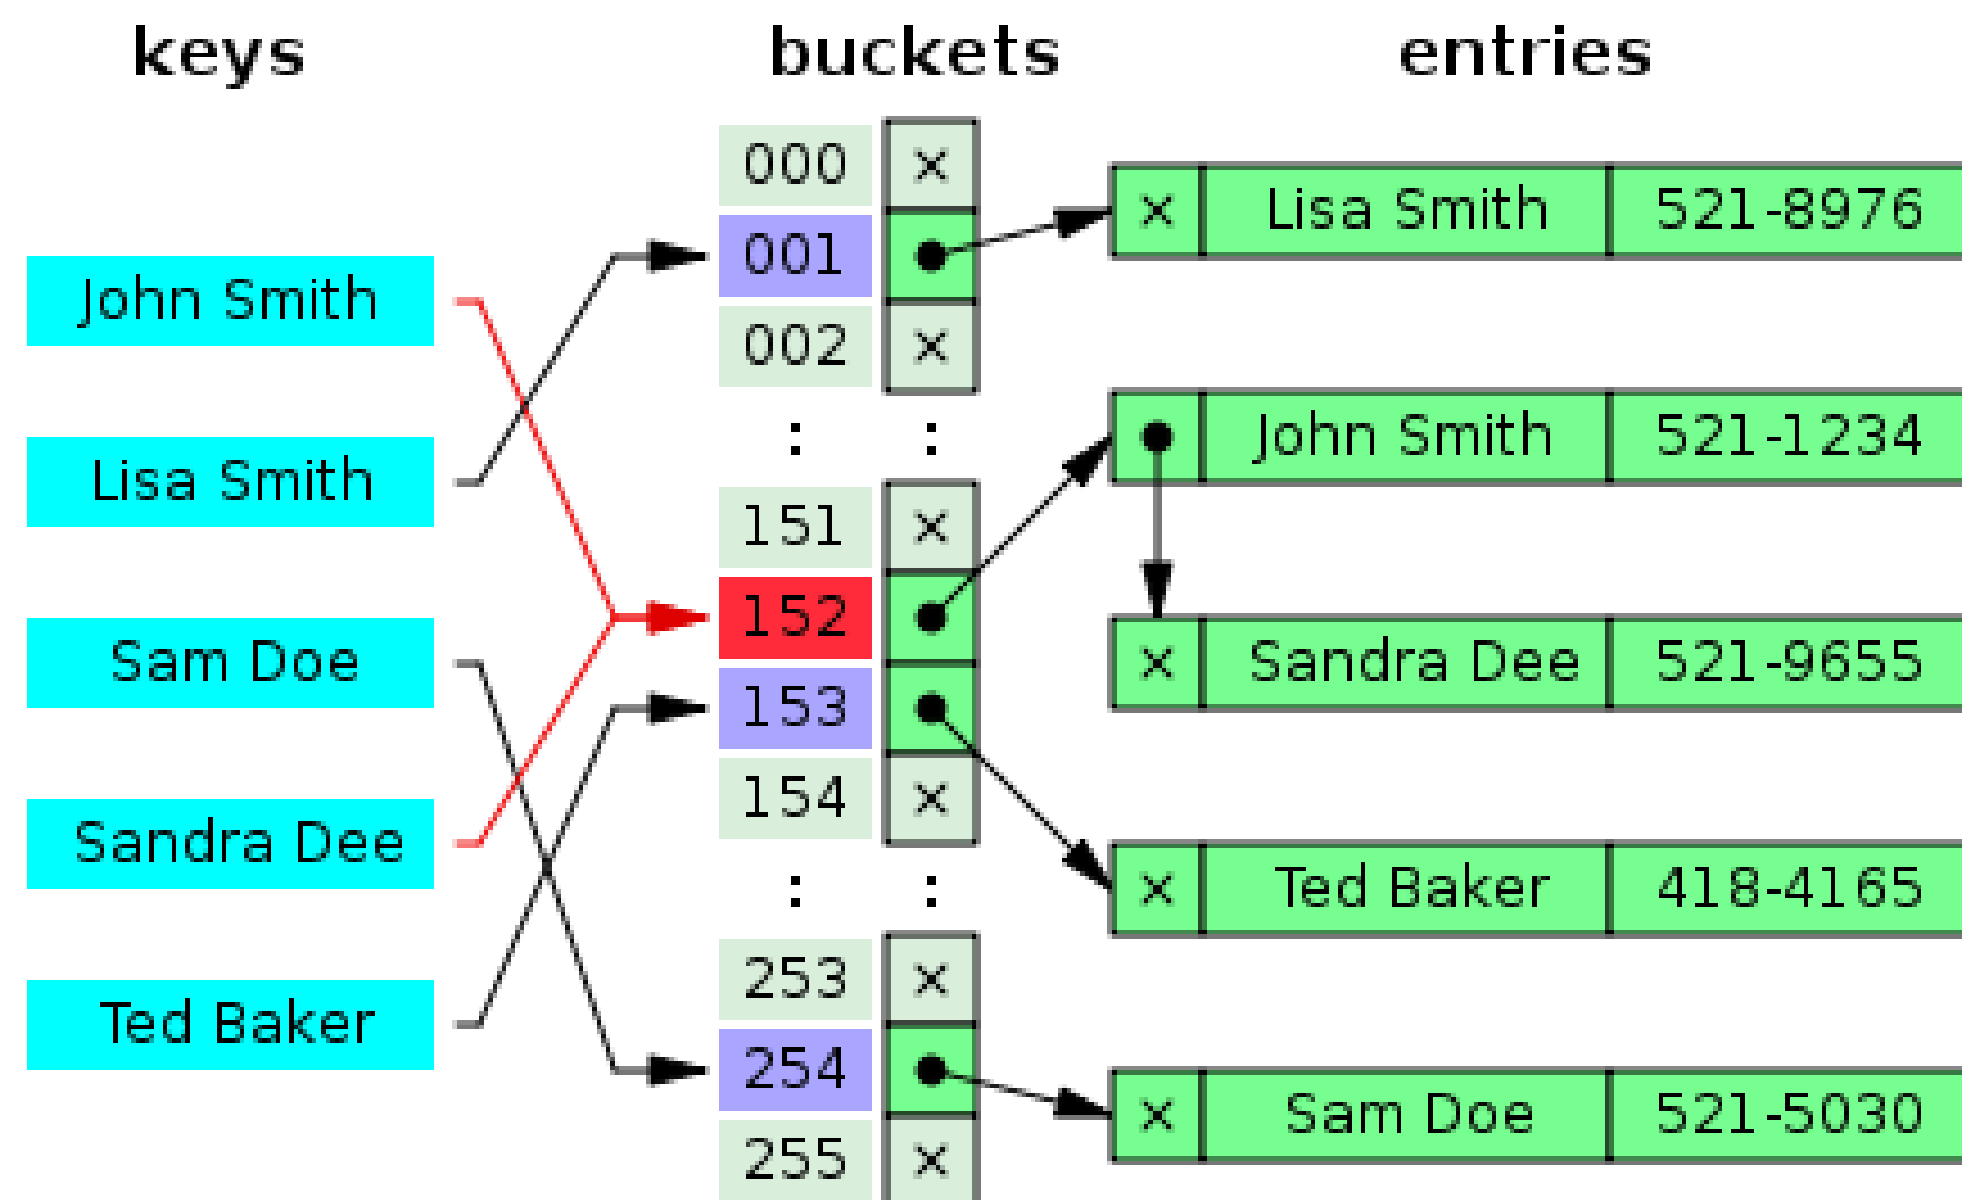 keys
buckets
entries
John Smith
Lisa Smith
Sam Doe
Sandra Dee
Ted Baker
000 ×
001
002 ×
: :
151 ×
152
153
154 ×
: :
253 ×
254
255 ×
× Lisa Smith 521-8976
John Smith 521-1234
× Sandra Dee 521-9655
× Ted Baker 418-4165
× Sam Doe 521-5030